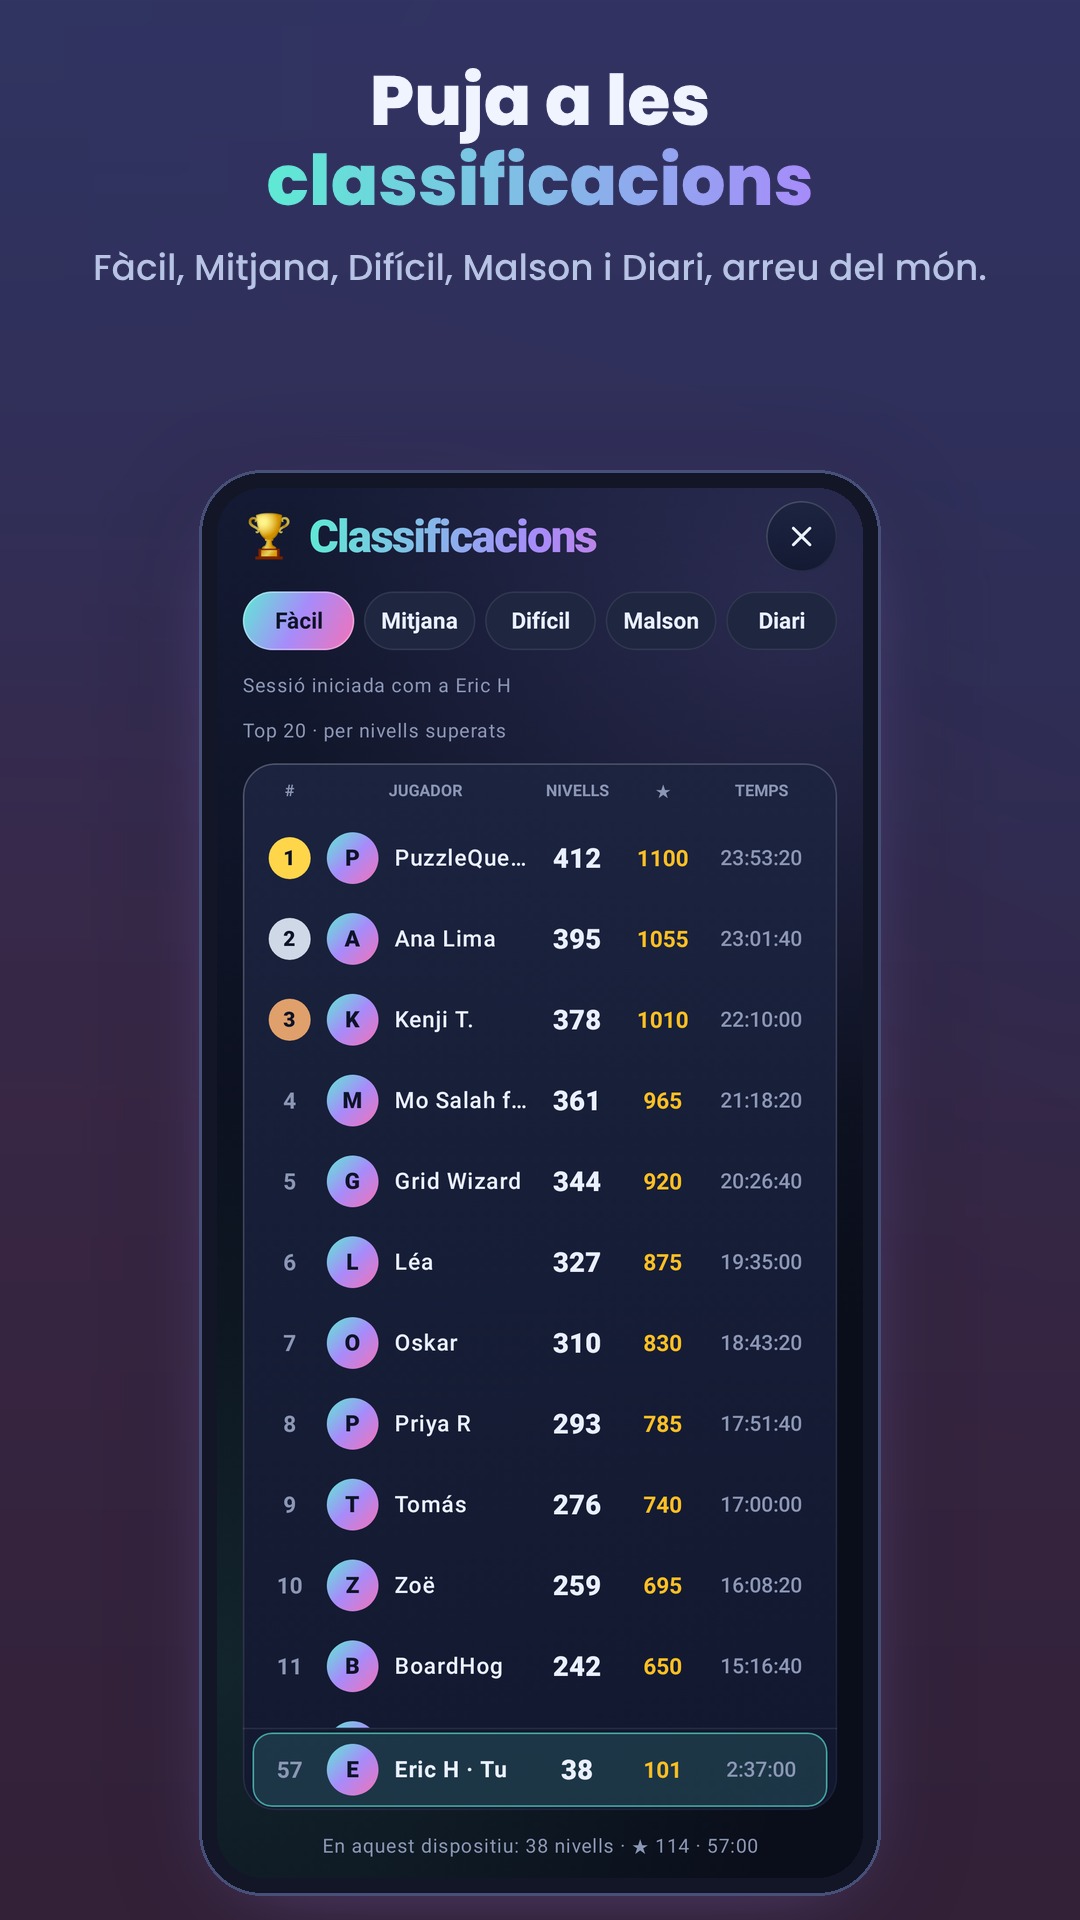 Puja a les
classificacions
Fàcil, Mitjana, Difícil, Malson i Diari, arreu del món.
🏆 Classificacions ✕
Fàcil Mitjana Difícil Malson Diari
Sessió iniciada com a Eric H
Top 20 · per nivells superats
# JUGADOR NIVELLS ★ TEMPS
1 P PuzzleQue… 412 1100 23:53:20
2 A Ana Lima 395 1055 23:01:40
3 K Kenji T. 378 1010 22:10:00
4 M Mo Salah f… 361 965 21:18:20
5 G Grid Wizard 344 920 20:26:40
6 L Léa 327 875 19:35:00
7 O Oskar 310 830 18:43:20
8 P Priya R 293 785 17:51:40
9 T Tomás 276 740 17:00:00
10 Z Zoë 259 695 16:08:20
11 B BoardHog 242 650 15:16:40
57 E Eric H · Tu 38 101 2:37:00
En aquest dispositiu: 38 nivells · ★ 114 · 57:00